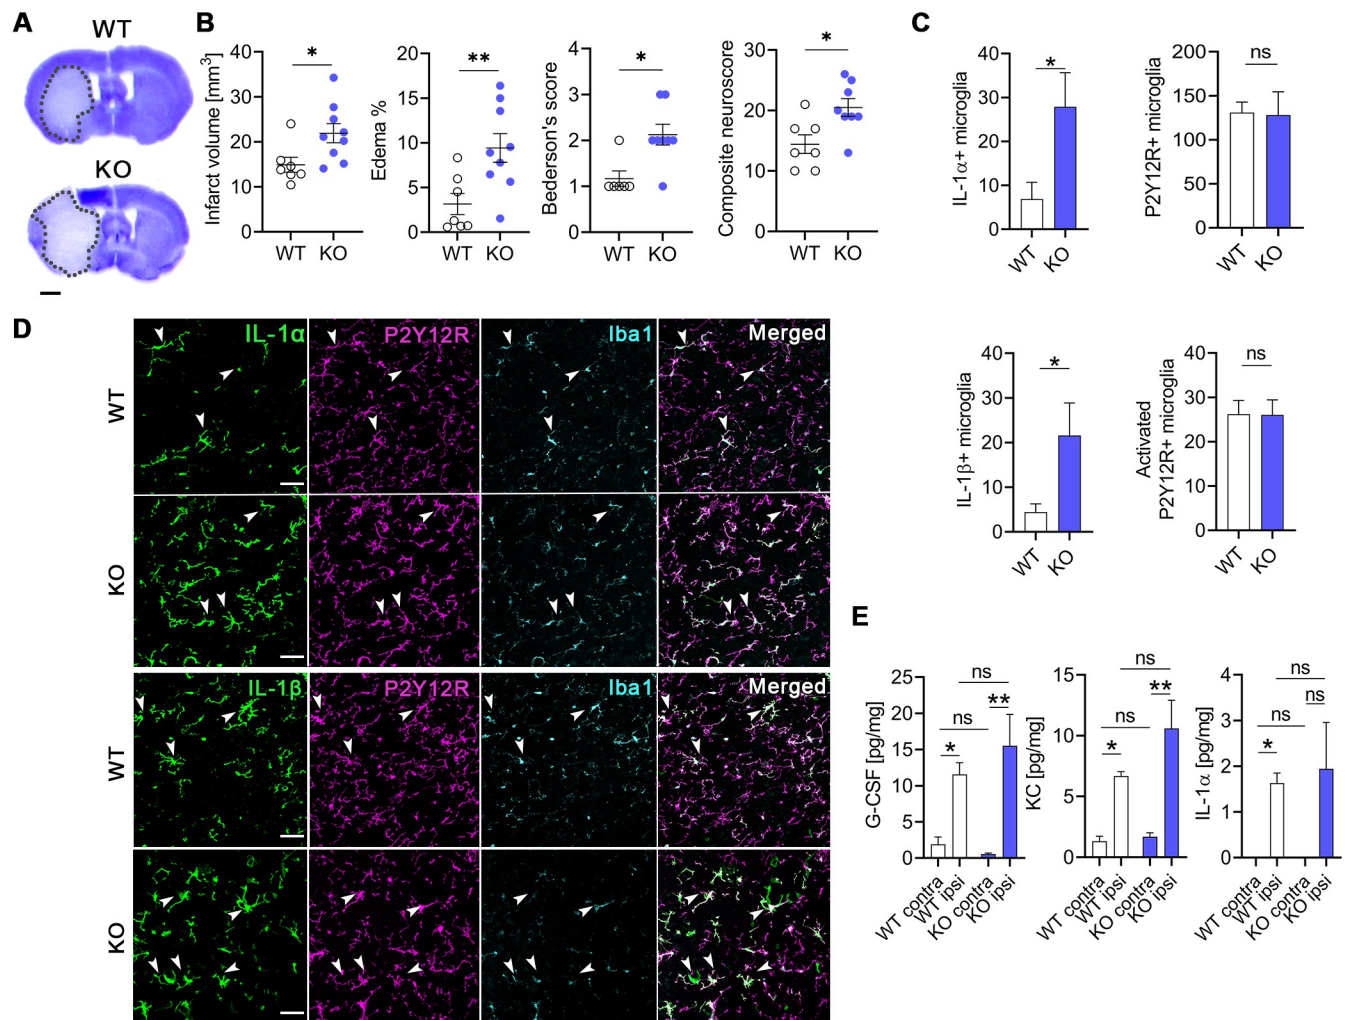 A
WT
KO
B
Infarct volume [mm³]
40
30
20
10
0
*
WT KO
Edema %
20
15
10
5
0
**
WT KO
Bederson's score
4
3
2
1
0
*
WT KO
Composite neuroscore
30
20
10
0
*
WT KO
C
IL-1α+ microglia
40
30
20
10
0
*
WT
KO
P2Y12R+ microglia
200
150
100
50
0
ns
WT
KO
IL-1β+ microglia
40
30
20
10
0
*
WT
KO
Activated
P2Y12R+ microglia
40
30
20
10
0
ns
WT
KO
D
IL-1α P2Y12R Iba1 Merged
WT
KO
IL-1β P2Y12R Iba1 Merged
WT
KO
E
G-CSF [pg/mg]
25
20
15
10
5
0
ns
ns
**
*
WT contra
WT ipsi
KO contra
KO ipsi
KC [pg/mg]
15
10
5
0
ns
**
ns
*
WT contra
WT ipsi
KO contra
KO ipsi
IL-1α [pg/mg]
4
3
2
1
0
ns
ns
ns
*
WT contra
WT ipsi
KO contra
KO ipsi